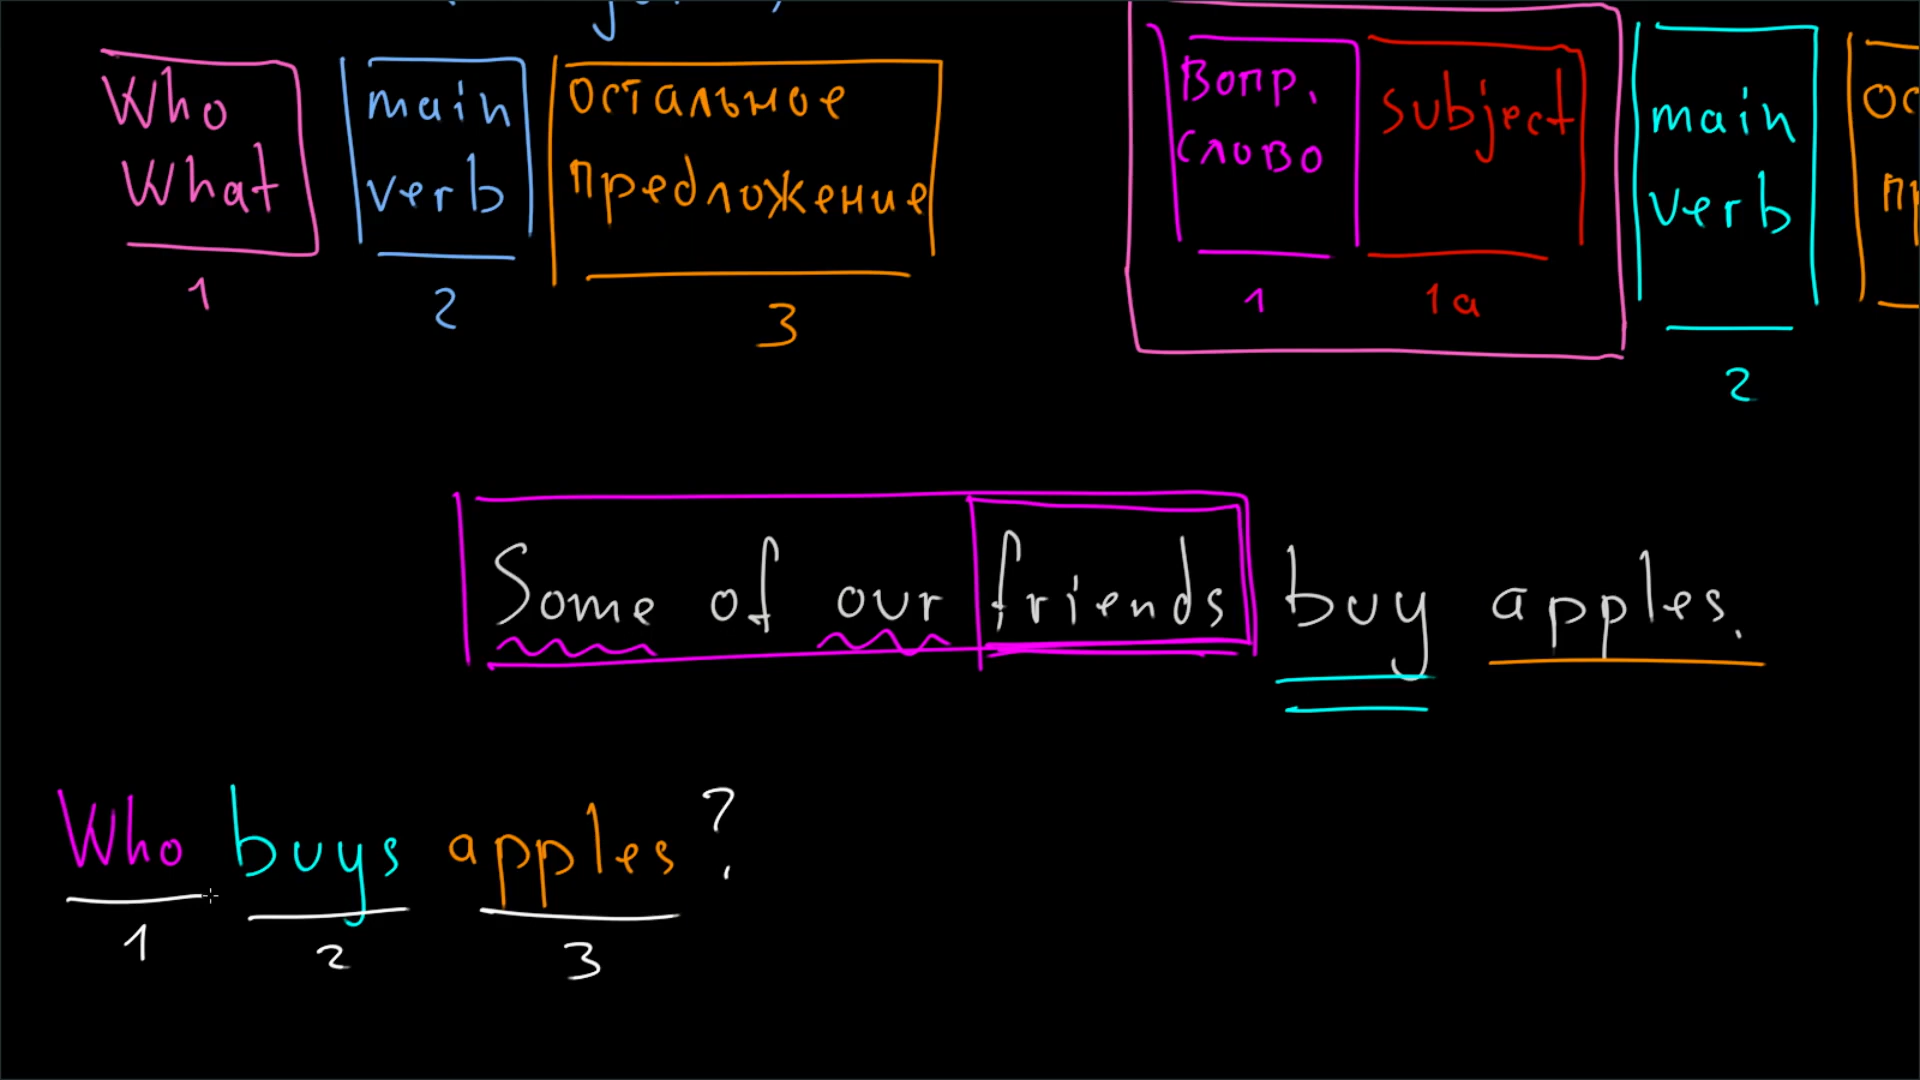 Who
What
1
main
verb
2
остальное
предложение
3
Вопр.
слово
1
subject
1a
main
verb
2
Some of our friends buy apples.
Who buys apples?
1 2 3